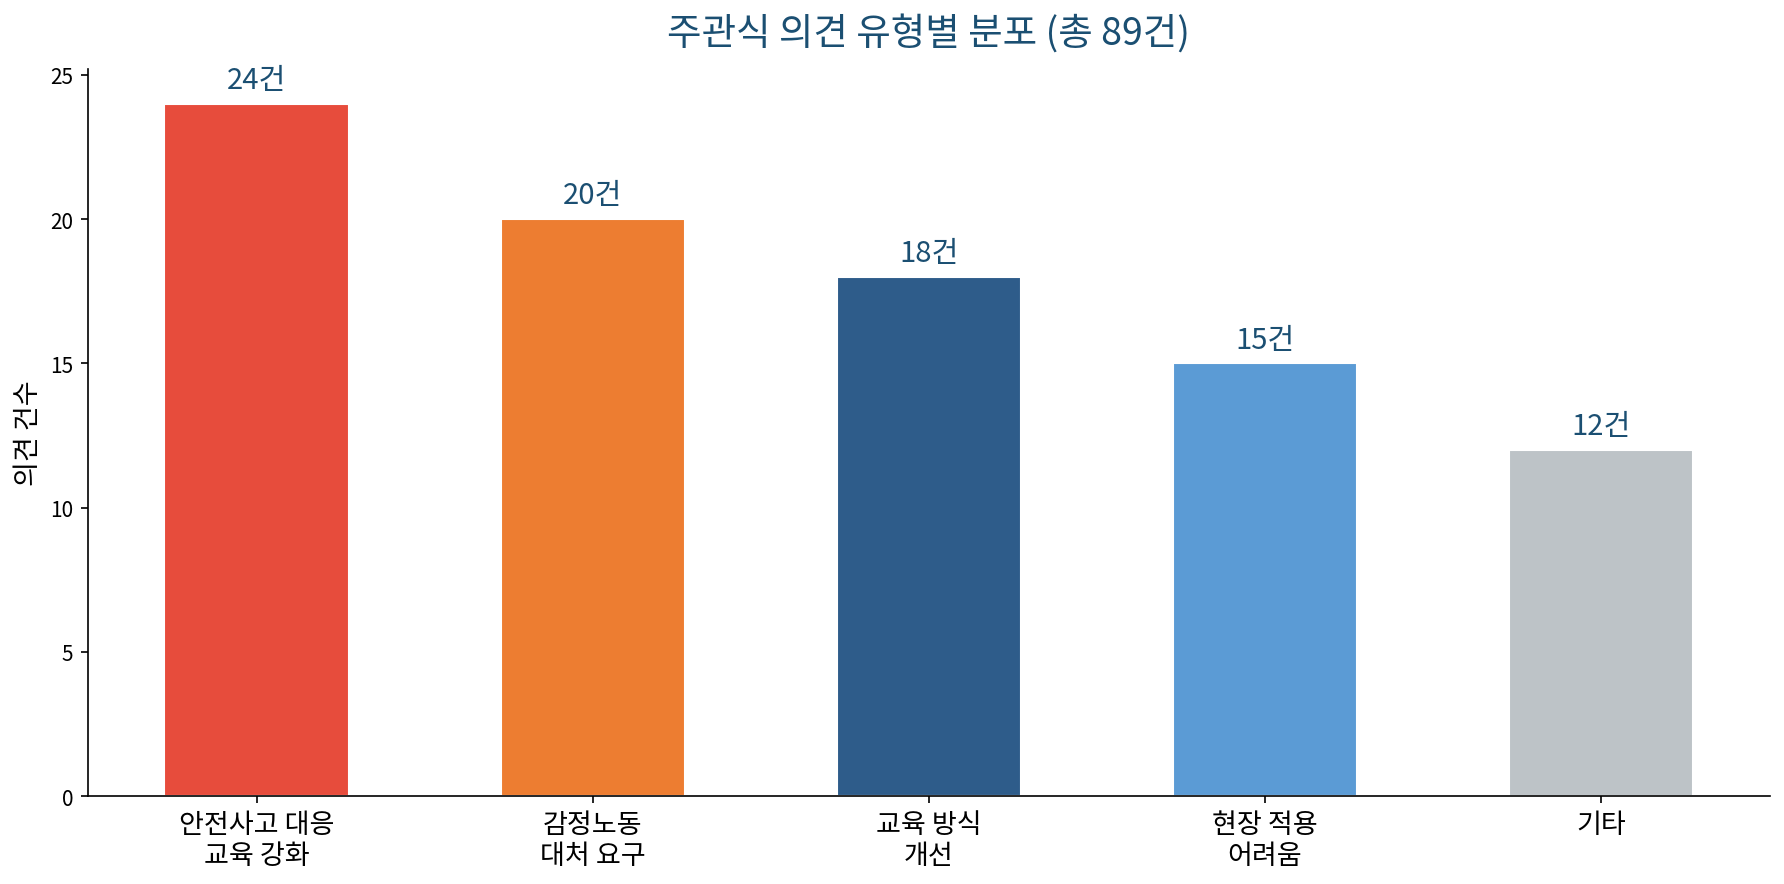 주관식 의견 유형별 분포 (총 89건)
의견 건수
25
20
15
10
5
0
24건
20건
18건
15건
12건
안전사고 대응
교육 강화
감정노동
대처 요구
교육 방식
개선
현장 적용
어려움
기타